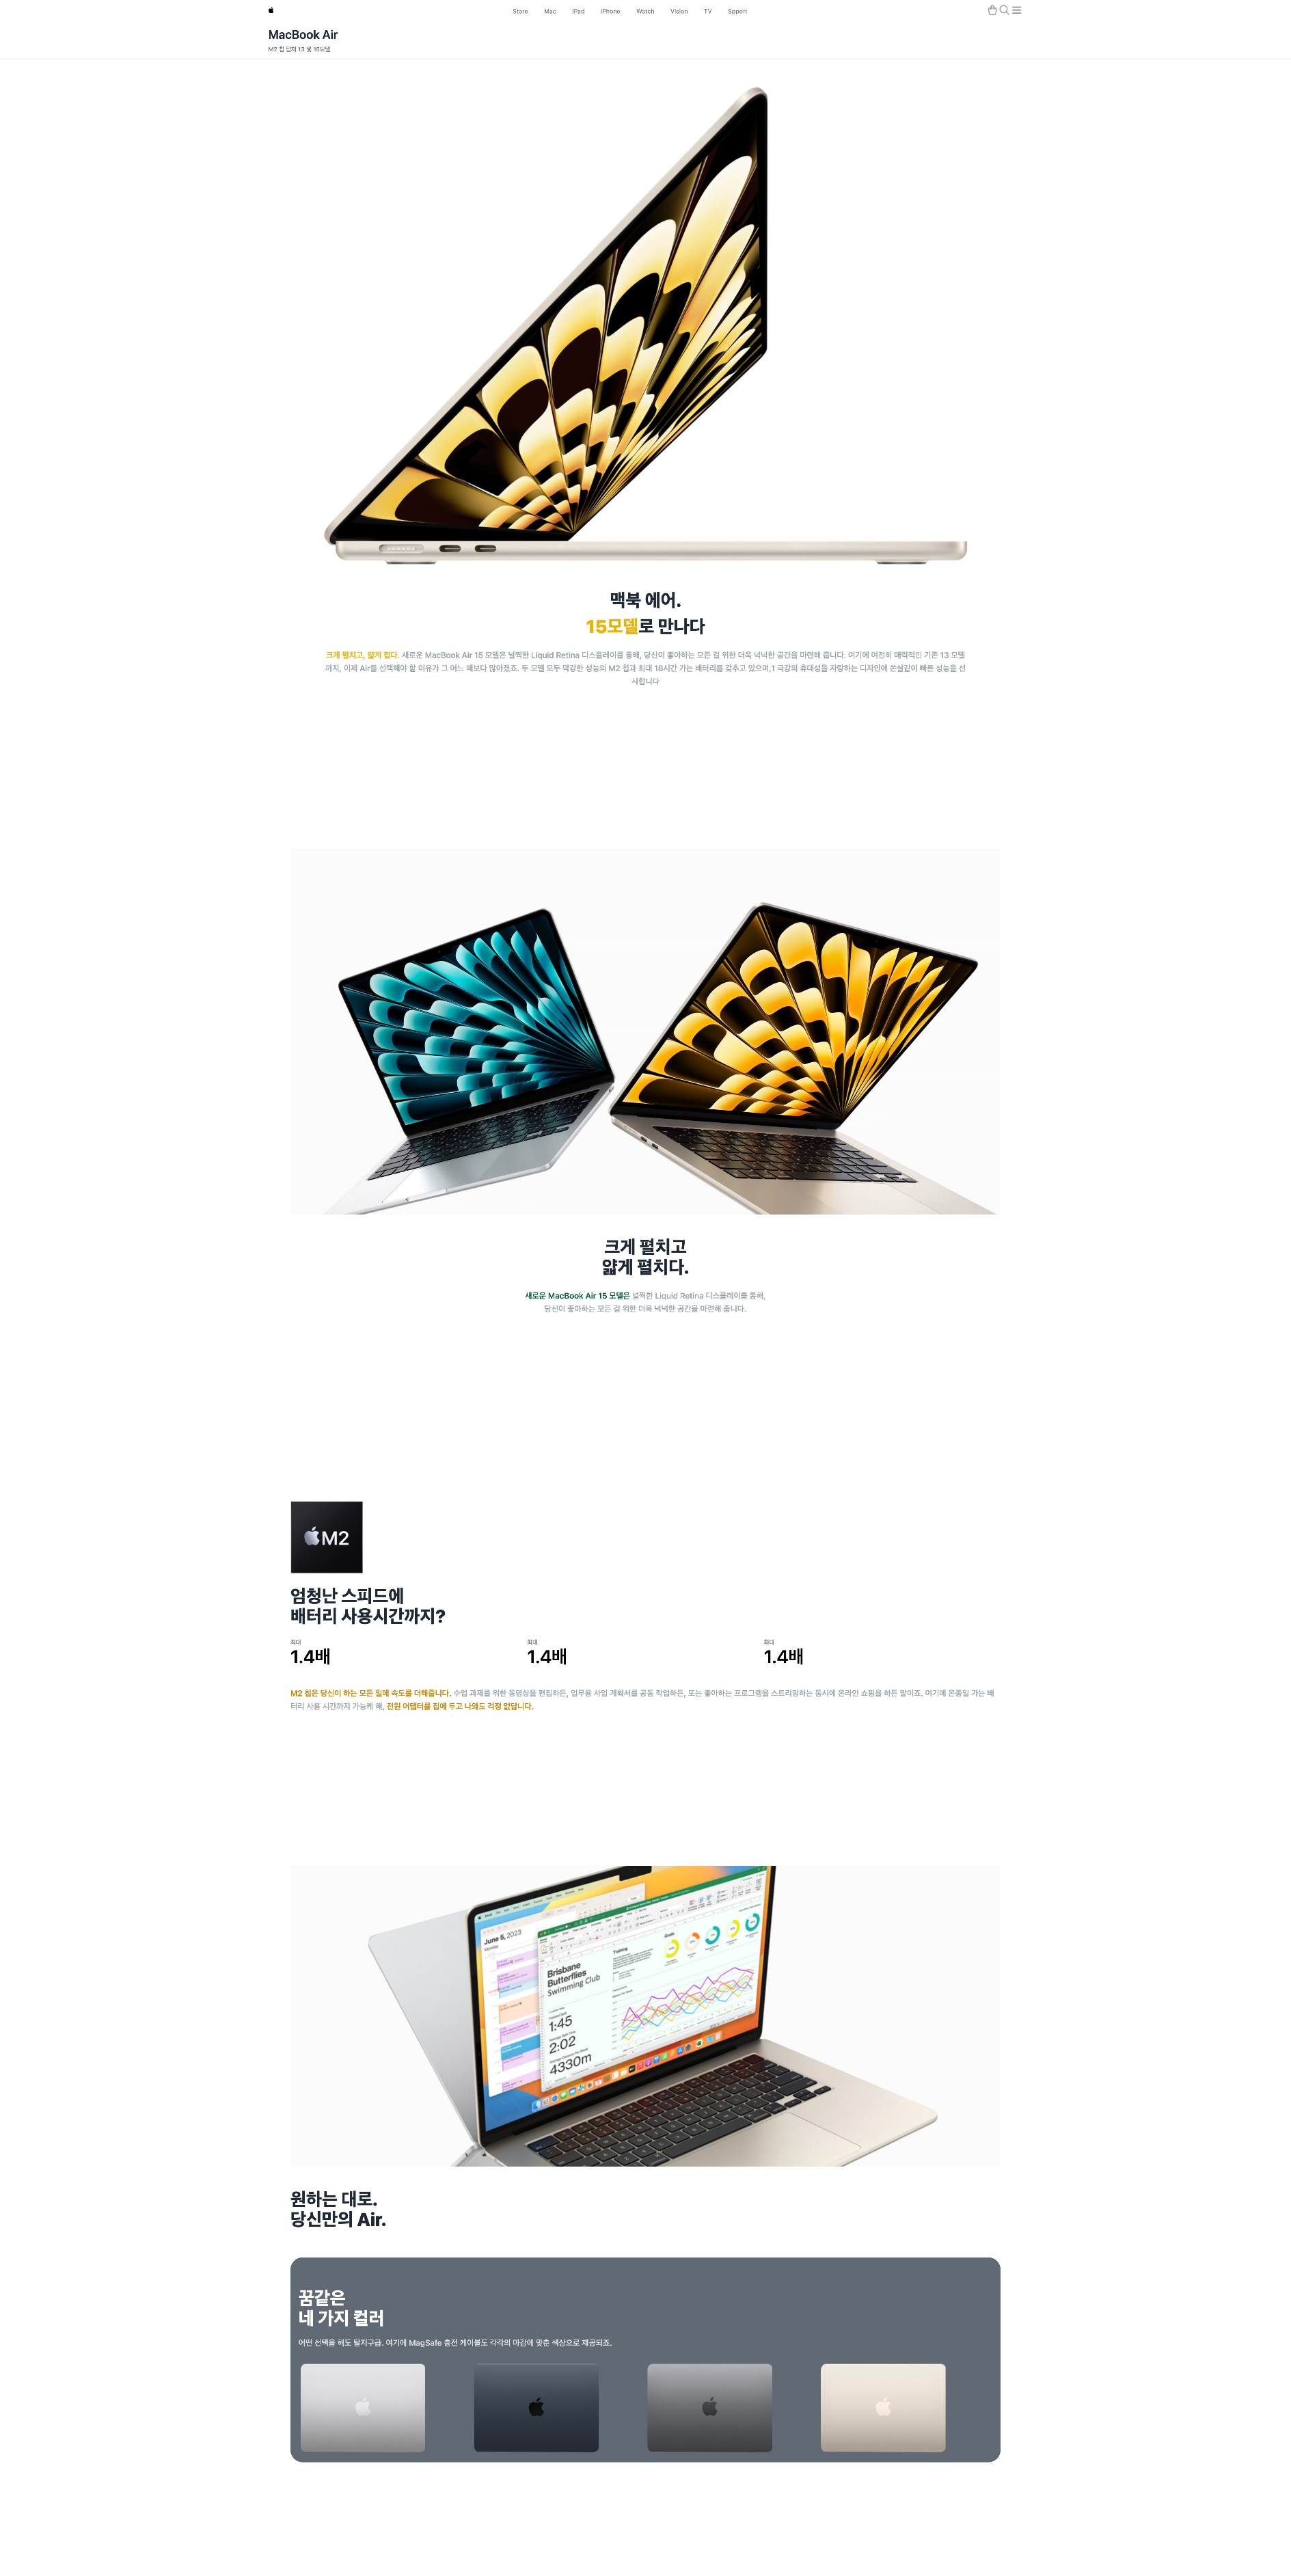 Store Mac iPad iPhone Watch Vision TV Spport
MacBook Air
M2 칩 탑재 13 및 15모델
맥북 에어.
15모델로 만나다
크게 펼치고, 얇게 접다. 새로운 MacBook Air 15 모델은 널찍한 Liquid Retina 디스플레이를 통해, 당신이 좋아하는 모든 걸 위한 더욱 넉넉한 공간을 마련해 줍니다. 여기에 여전히 매력적인 기존 13 모델
까지, 이제 Air를 선택해야 할 이유가 그 어느 때보다 많아졌죠. 두 모델 모두 막강한 성능의 M2 칩과 최대 18시간 가는 배터리를 갖추고 있으며,1 극강의 휴대성을 자랑하는 디자인에 쏜살같이 빠른 성능을 선
사합니다
크게 펼치고
얇게 펼치다.
새로운 MacBook Air 15 모델은 널찍한 Liquid Retina 디스플레이를 통해,
당신이 좋아하는 모든 걸 위한 더욱 넉넉한 공간을 마련해 줍니다.
M2
엄청난 스피드에
배터리 사용시간까지?
최대 최대 최대
1.4배 1.4배 1.4배
M2 칩은 당신이 하는 모든 일에 속도를 더해줍니다. 수업 과제를 위한 동영상을 편집하든, 업무용 사업 계획서를 공동 작업하든, 또는 좋아하는 프로그램을 스트리밍하는 동시에 온라인 쇼핑을 하든 말이죠. 여기에 온종일 가는 배
터리 사용 시간까지 가능케 해, 전원 어댑터를 집에 두고 나와도 걱정 없답니다.
June 5, 2023
Monday
Goals
Training
Brisbane
Butterflies
Swimming Club
1:45
2:02
4330m
원하는 대로.
당신만의 Air.
꿈같은
네 가지 컬러
어떤 선택을 해도 탈지구급. 여기에 MagSafe 충전 케이블도 각각의 마감에 맞춘 색상으로 제공되죠.